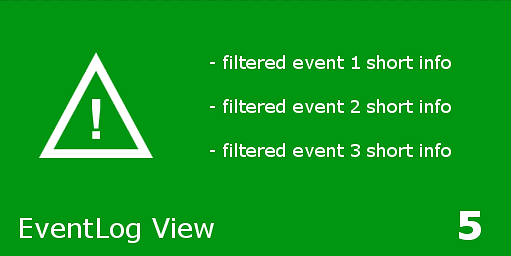 - filtered event 1 short info
- filtered event 2 short info
- filtered event 3 short info
!
EventLog View
5